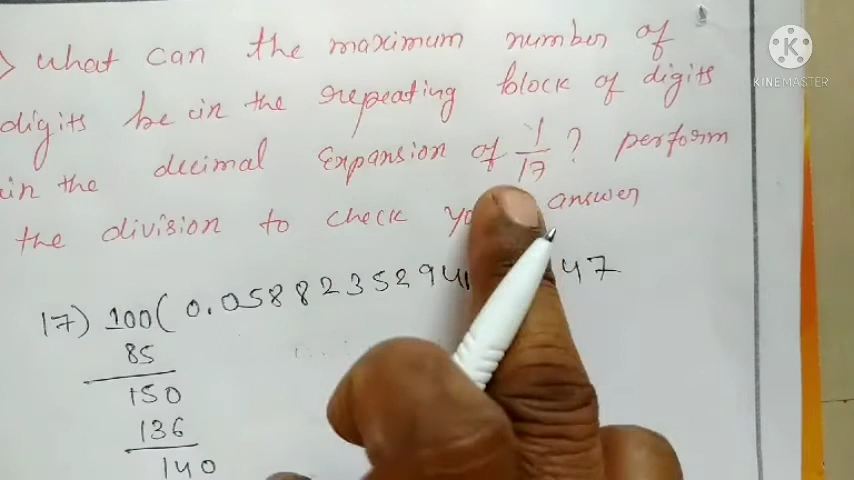 What can the maximum number of
digits be in the repeating block of digits
in the decimal Expansion of 1/17 ? perform
the division to check answer
17) 100( 0.05882352941 47
85
150
136
140
KINEMASTER